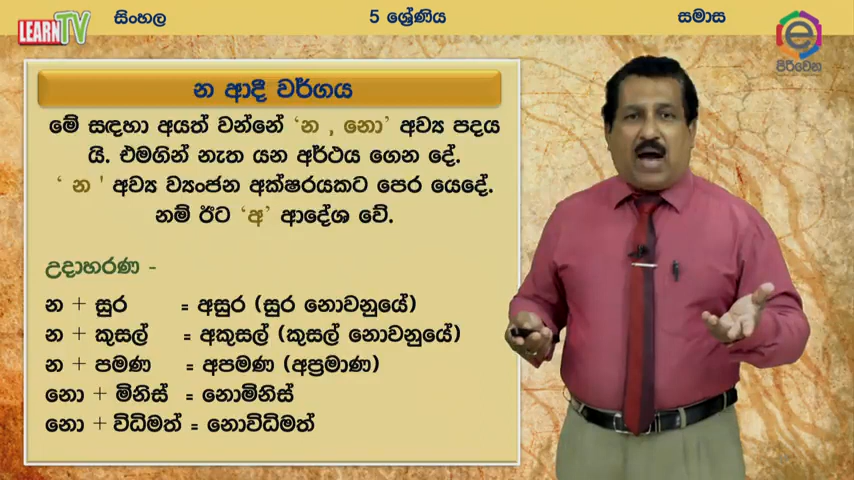 LEARN TV
සිංහල
5 ශ්‍රේණිය
සමාස
e
පිරිවෙන
න ආදී වර්ගය
මේ සඳහා අයත් වන්නේ ‘න , නො’ අව්‍ය පදය
යි. එමගින් නැත යන අර්ථය ගෙන දේ.
‘ න ' අව්‍ය ව්‍යංජන අක්ෂරයකට පෙර යෙදේ.
නම් ඊට ‘අ’ ආදේශ වේ.
උදාහරණ -
න + සුර = අසුර (සුර නොවනුයේ)
න + කුසල් = අකුසල් (කුසල් නොවනුයේ)
න + පමණ = අපමණ (අප්‍රමාණ)
නො + මිනිස් = නොමිනිස්
නො + විධිමත් = නොවිධිමත්